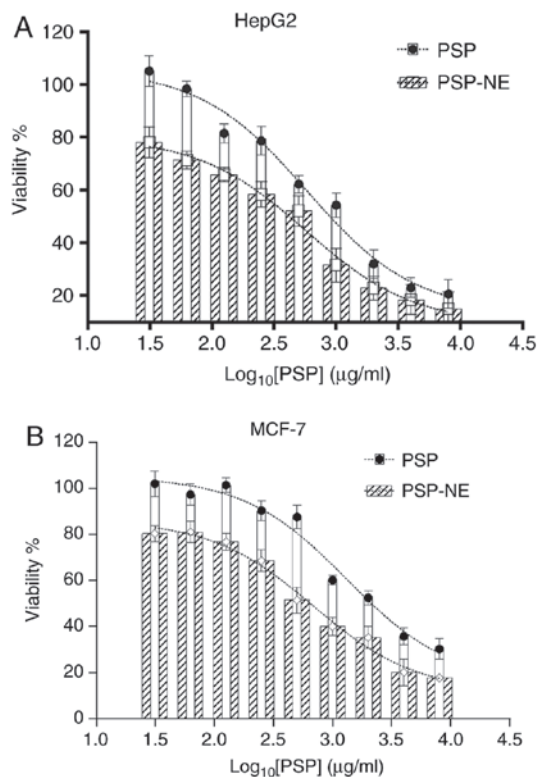 A
HepG2
PSP
PSP-NE
Viability %
120
100
80
60
40
20
1.0 1.5 2.0 2.5 3.0 3.5 4.0 4.5
Log₁₀[PSP] (µg/ml)
B
MCF-7
PSP
PSP-NE
Viability %
120
100
80
60
40
20
0
1.0 1.5 2.0 2.5 3.0 3.5 4.0 4.5
Log₁₀[PSP] (µg/ml)